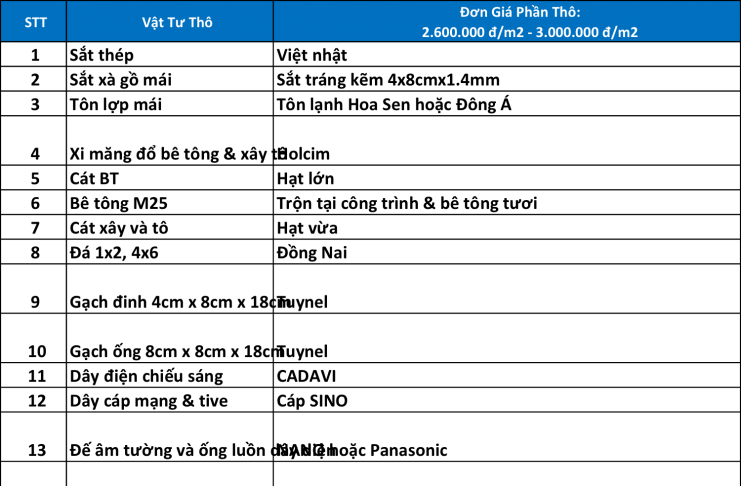 STT Vật Tư Thô Đơn Giá Phần Thô:
2.600.000 đ/m2 - 3.000.000 đ/m2
1 Sắt thép Việt nhật
2 Sắt xà gồ mái Sắt tráng kẽm 4x8cmx1.4mm
3 Tôn lợp mái Tôn lạnh Hoa Sen hoặc Đông Á
4 Xi măng đổ bê tông & xây tô Holcim
5 Cát BT Hạt lớn
6 Bê tông M25 Trộn tại công trình & bê tông tươi
7 Cát xây và tô Hạt vừa
8 Đá 1x2, 4x6 Đồng Nai
9 Gạch đinh 4cm x 8cm x 18cm Tuynel
10 Gạch ống 8cm x 8cm x 18cm Tuynel
11 Dây điện chiếu sáng CADAVI
12 Dây cáp mạng & tive Cáp SINO
13 Đế âm tường và ống luồn dây điện NANO hoặc Panasonic